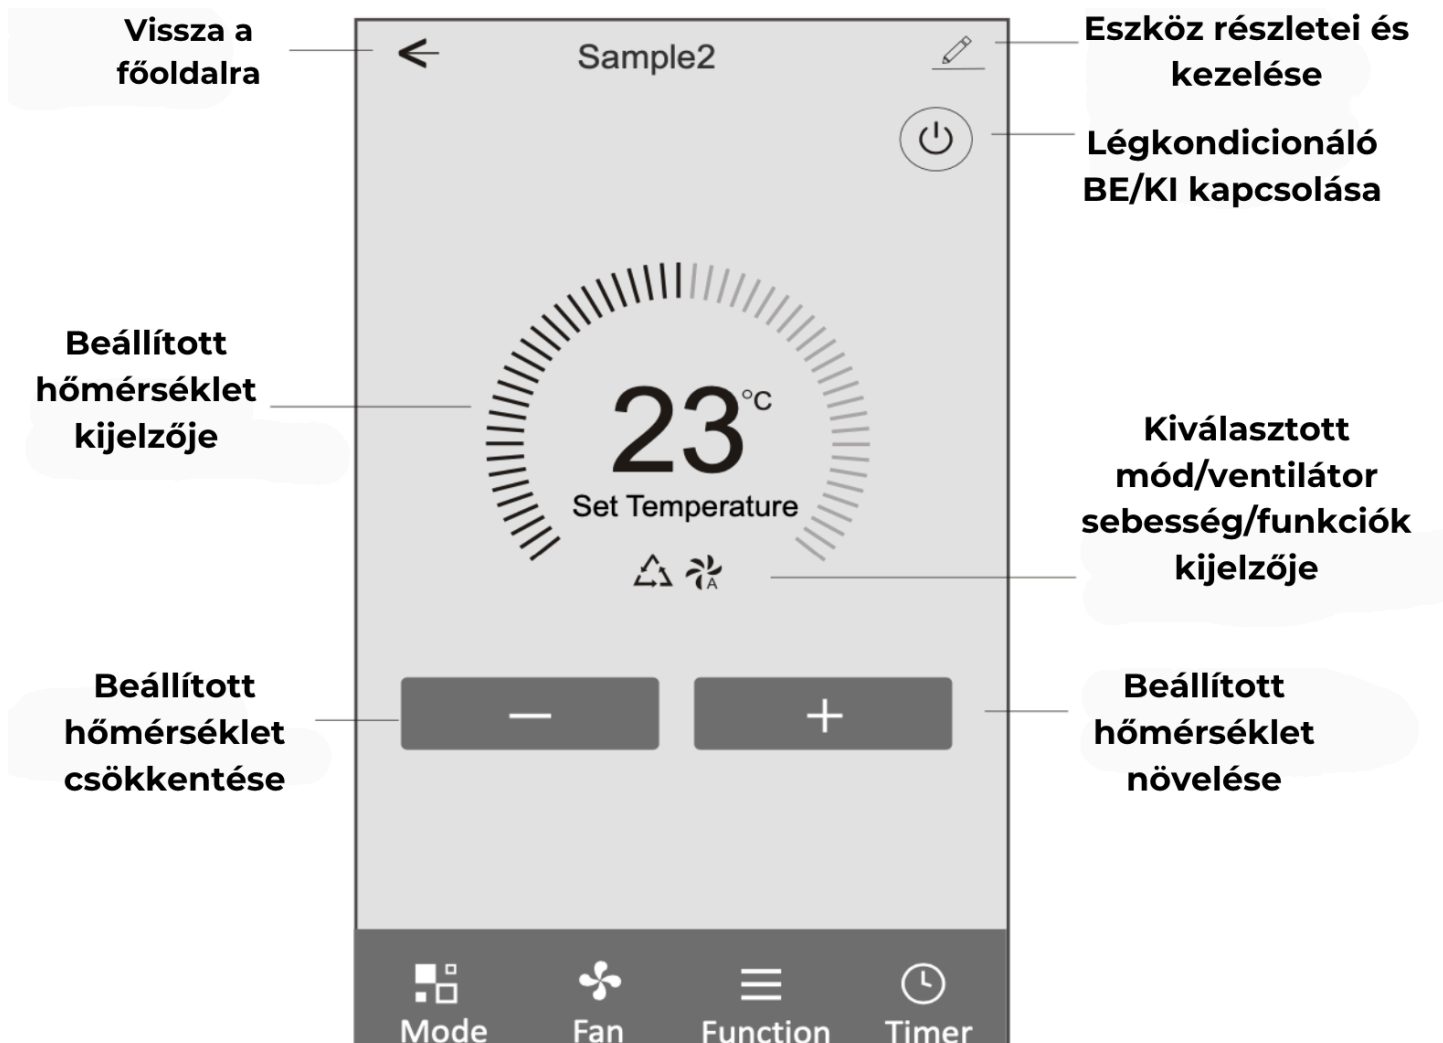 Vissza a
főoldalra
Sample2
Eszköz részletei és
kezelése
Légkondicionáló
BE/KI kapcsolása
Beállított
hőmérséklet
kijelzője
23°C
Set Temperature
A
Kiválasztott
mód/ventilátor
sebesség/funkciók
kijelzője
Beállított
hőmérséklet
csökkentése
Beállított
hőmérséklet
növelése
Mode
Fan
Function
Timer